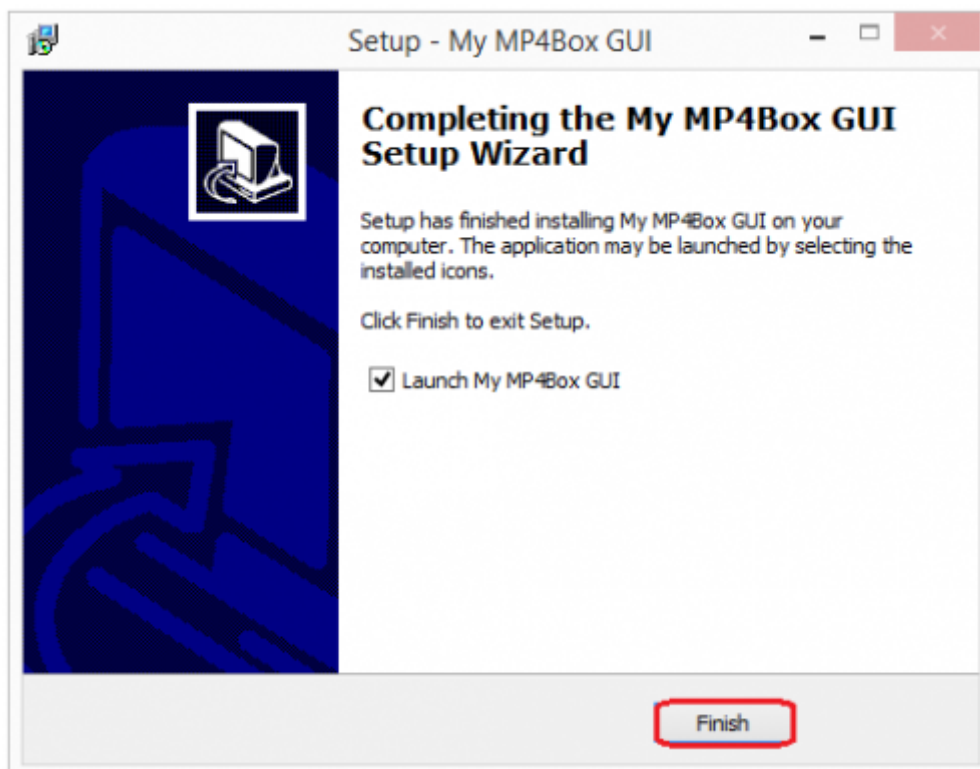 Setup - My MP4Box GUI
Completing the My MP4Box GUI
Setup Wizard
Setup has finished installing My MP4Box GUI on your
computer. The application may be launched by selecting the
installed icons.
Click Finish to exit Setup.
Launch My MP4Box GUI
Finish